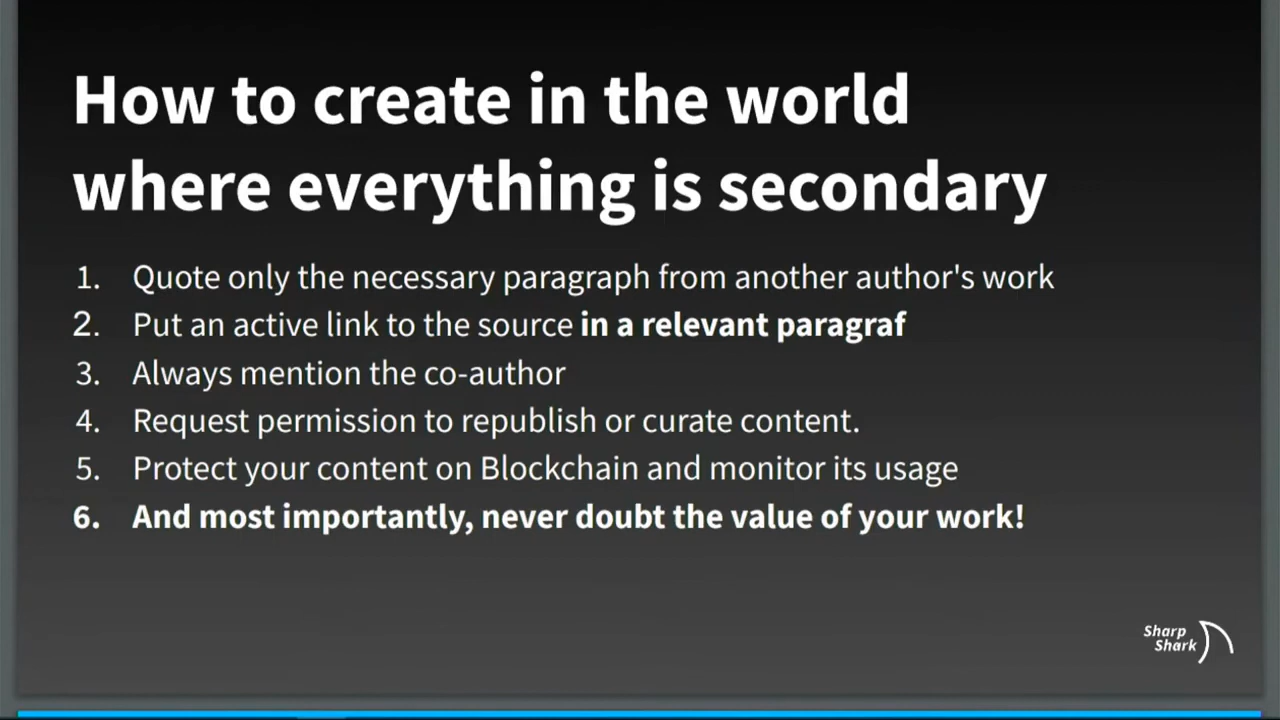 How to create in the world
where everything is secondary
1. Quote only the necessary paragraph from another author's work
2. Put an active link to the source in a relevant paragraf
3. Always mention the co-author
4. Request permission to republish or curate content.
5. Protect your content on Blockchain and monitor its usage
6. And most importantly, never doubt the value of your work!
Sharp
Shark